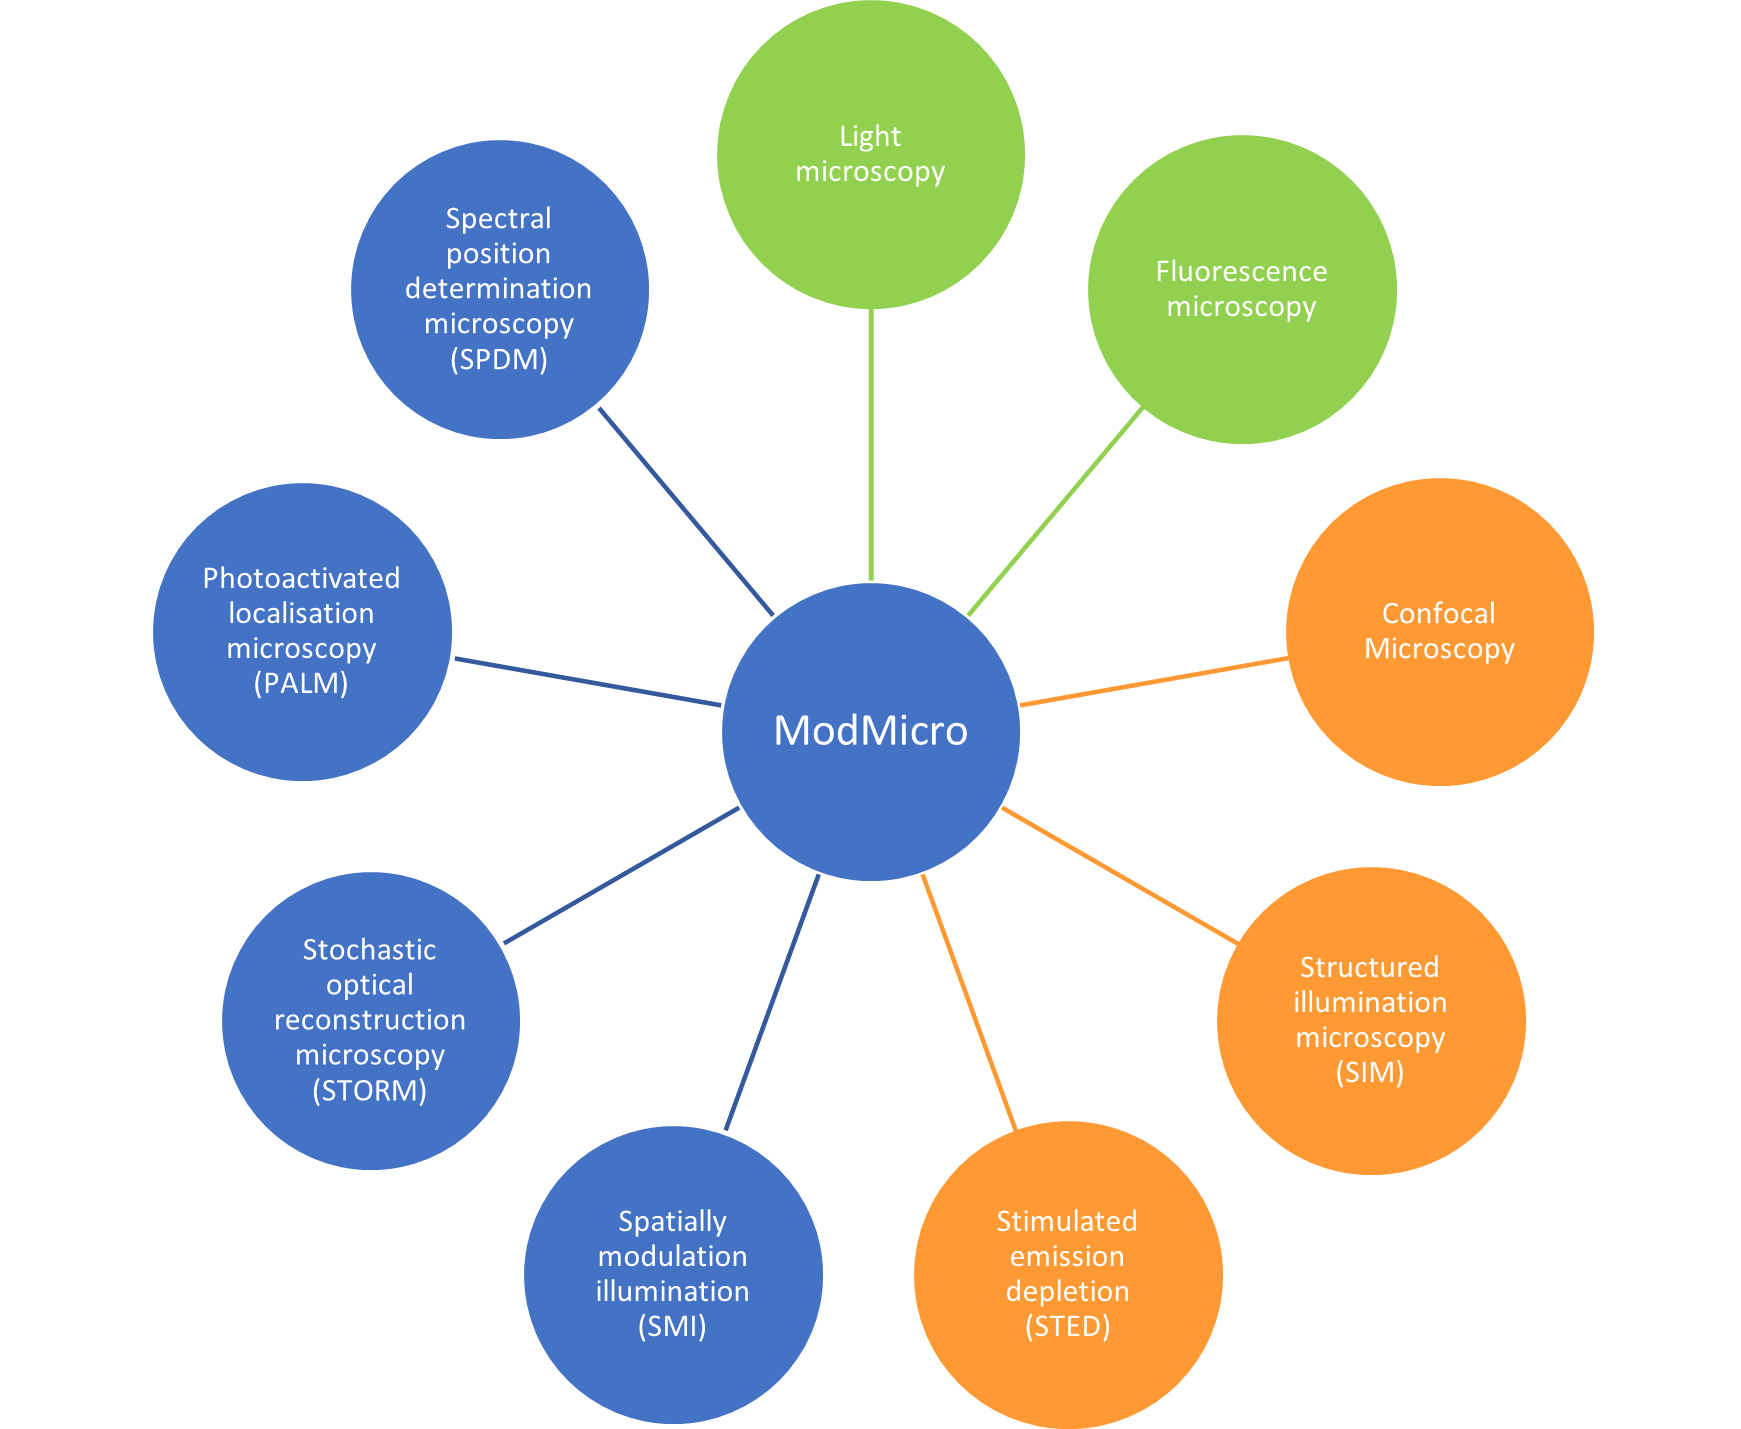 Light
microscopy
Fluorescence
microscopy
Confocal
Microscopy
Structured
illumination
microscopy
(SIM)
Stimulated
emission
depletion
(STED)
Spatially
modulation
illumination
(SMI)
Stochastic
optical
reconstruction
microscopy
(STORM)
Photoactivated
localisation
microscopy
(PALM)
Spectral
position
determination
microscopy
(SPDM)
ModMicro